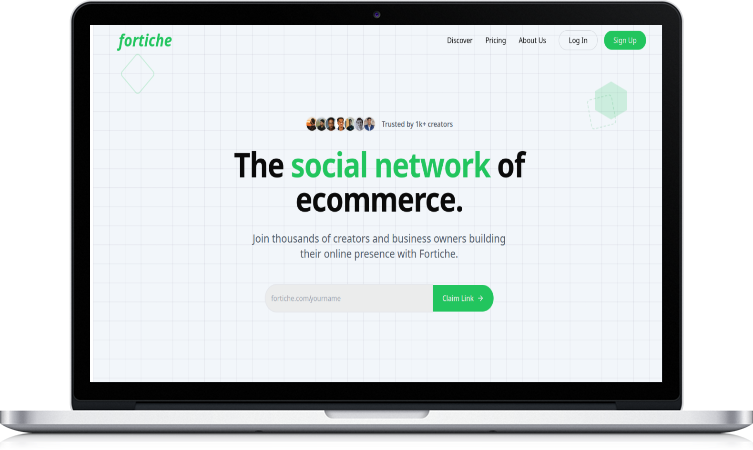 fortiche
Discover Pricing About Us Log In Sign Up
Trusted by 1k+ creators
The social network of
ecommerce.
Join thousands of creators and business owners building
their online presence with Fortiche.
fortiche.com/yourname Claim Link →